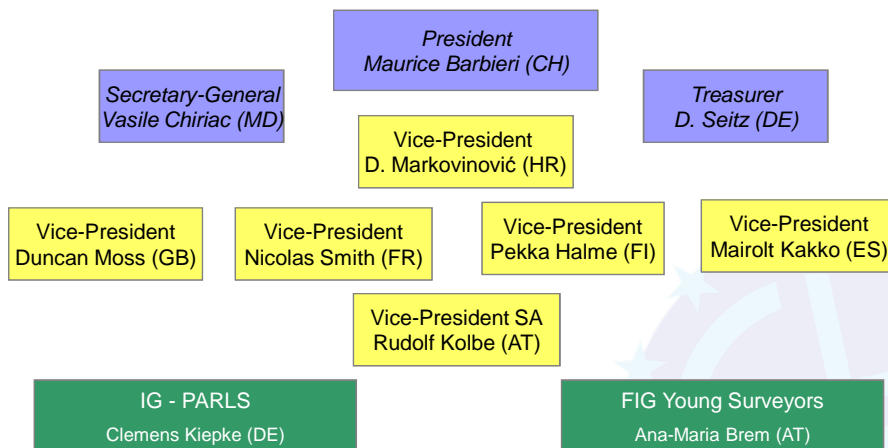 President
Maurice Barbieri (CH)
Secretary-General
Vasile Chiriac (MD)
Treasurer
D. Seitz (DE)
Vice-President
D. Markovinović (HR)
Vice-President
Duncan Moss (GB)
Vice-President
Nicolas Smith (FR)
Vice-President
Pekka Halme (FI)
Vice-President
Mairolt Kakko (ES)
Vice-President SA
Rudolf Kolbe (AT)
IG - PARLS
Clemens Kiepke (DE)
FIG Young Surveyors
Ana-Maria Brem (AT)